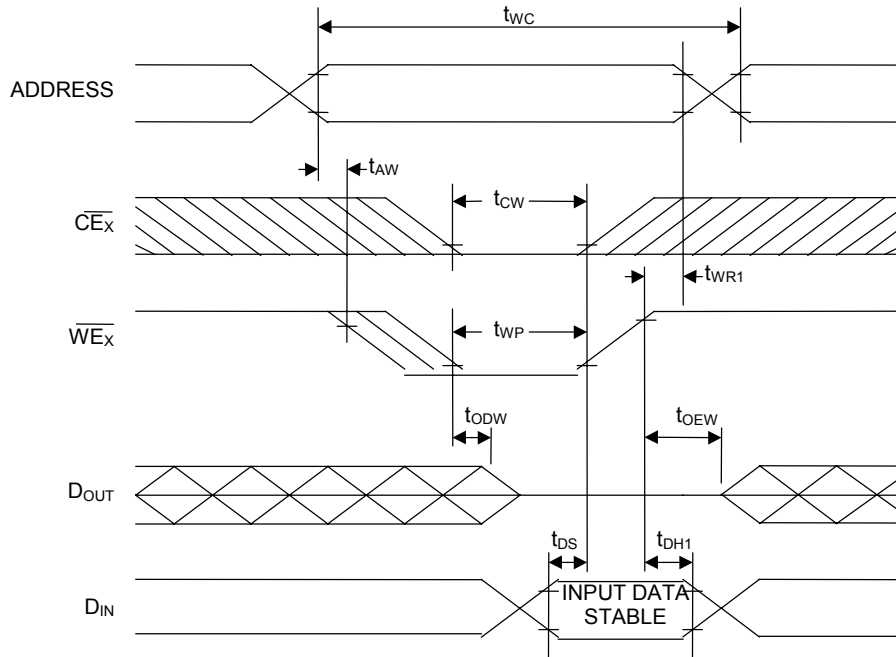 tWC
ADDRESS
tAW
CEX
tCW
tWR1
WEX
tWP
tODW
tOEW
DOUT
tDS
tDH1
DIN
INPUT DATA
STABLE